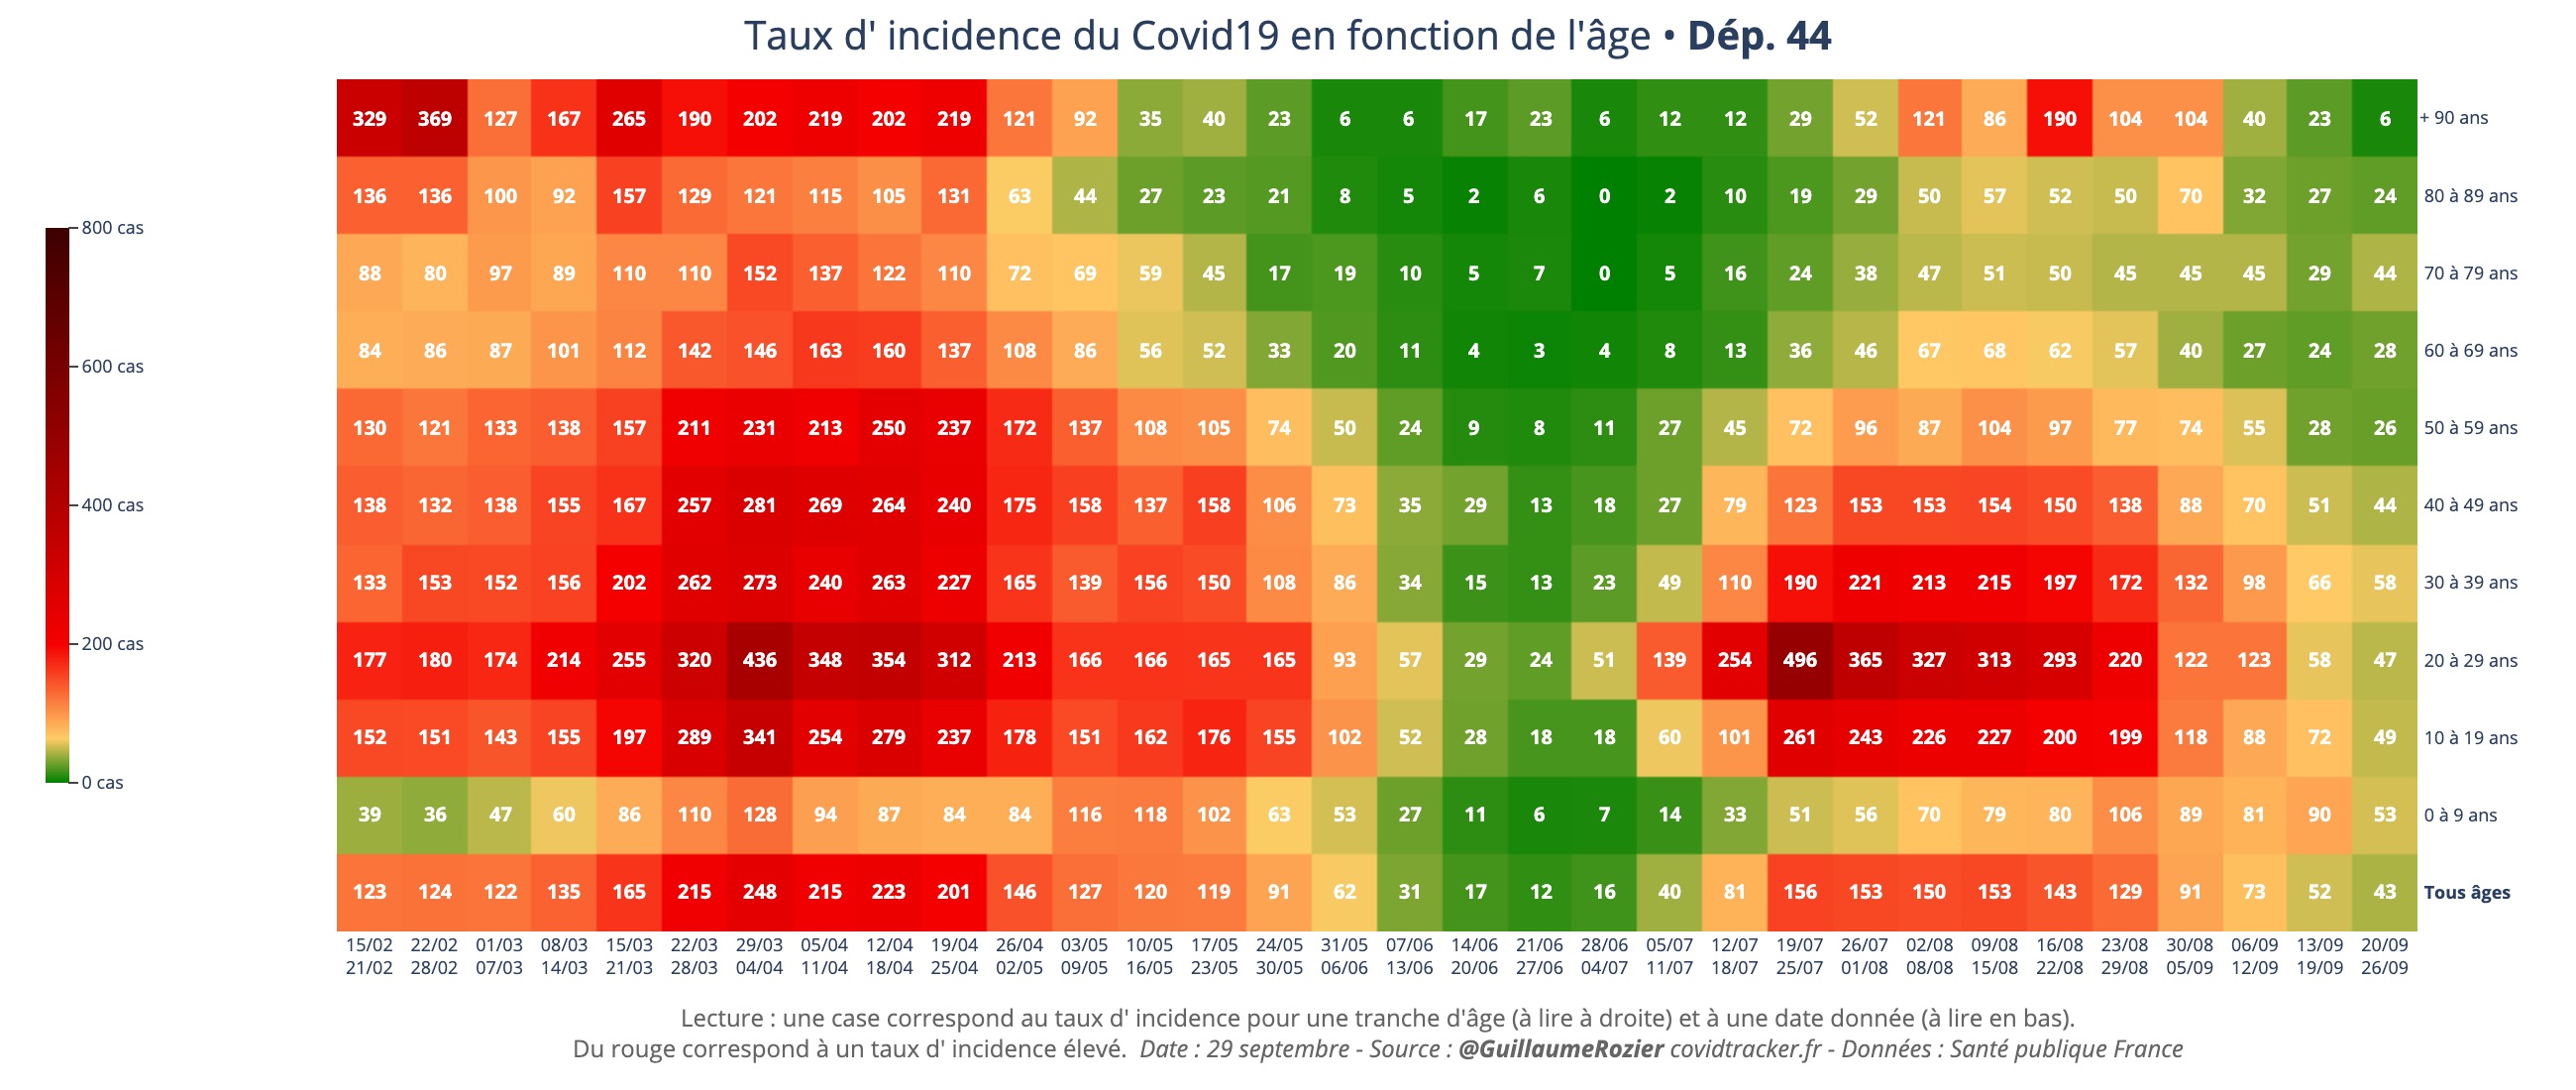 Taux d' incidence du Covid19 en fonction de l'âge • Dép. 44
800 cas
600 cas
400 cas
200 cas
0 cas
329 369 127 167 265 190 202 219 202 219 121 92 35 40 23 6 6 17 23 6 12 12 29 52 121 86 190 104 104 40 23 6 + 90 ans
136 136 100 92 157 129 121 115 105 131 63 44 27 23 21 8 5 2 6 0 2 10 19 29 50 57 52 50 70 32 27 24 80 à 89 ans
88 80 97 89 110 110 152 137 122 110 72 69 59 45 17 19 10 5 7 0 5 16 24 38 47 51 50 45 45 45 29 44 70 à 79 ans
84 86 87 101 112 142 146 163 160 137 108 86 56 52 33 20 11 4 3 4 8 13 36 46 67 68 62 57 40 27 24 28 60 à 69 ans
130 121 133 138 157 211 231 213 250 237 172 137 108 105 74 50 24 9 8 11 27 45 72 96 87 104 97 77 74 55 28 26 50 à 59 ans
138 132 138 155 167 257 281 269 264 240 175 158 137 158 106 73 35 29 13 18 27 79 123 153 153 154 150 138 88 70 51 44 40 à 49 ans
133 153 152 156 202 262 273 240 263 227 165 139 156 150 108 86 34 15 13 23 49 110 190 221 213 215 197 172 132 98 66 58 30 à 39 ans
177 180 174 214 255 320 436 348 354 312 213 166 166 165 165 93 57 29 24 51 139 254 496 365 327 313 293 220 122 123 58 47 20 à 29 ans
152 151 143 155 197 289 341 254 279 237 178 151 162 176 155 102 52 28 18 18 60 101 261 243 226 227 200 199 118 88 72 49 10 à 19 ans
39 36 47 60 86 110 128 94 87 84 84 116 118 102 63 53 27 11 6 7 14 33 51 56 70 79 80 106 89 81 90 53 0 à 9 ans
123 124 122 135 165 215 248 215 223 201 146 127 120 119 91 62 31 17 12 16 40 81 156 153 150 153 143 129 91 73 52 43 Tous âges
15/02 22/02 01/03 08/03 15/03 22/03 29/03 05/04 12/04 19/04 26/04 03/05 10/05 17/05 24/05 31/05 07/06 14/06 21/06 28/06 05/07 12/07 19/07 26/07 02/08 09/08 16/08 23/08 30/08 06/09 13/09 20/09
21/02 28/02 07/03 14/03 21/03 28/03 04/04 11/04 18/04 25/04 02/05 09/05 16/05 23/05 30/05 06/06 13/06 20/06 27/06 04/07 11/07 18/07 25/07 01/08 08/08 15/08 22/08 29/08 05/09 12/09 19/09 26/09
Lecture : une case correspond au taux d' incidence pour une tranche d'âge (à lire à droite) et à une date donnée (à lire en bas).
Du rouge correspond à un taux d' incidence élevé. Date : 29 septembre - Source : @GuillaumeRozier covidtracker.fr - Données : Santé publique France